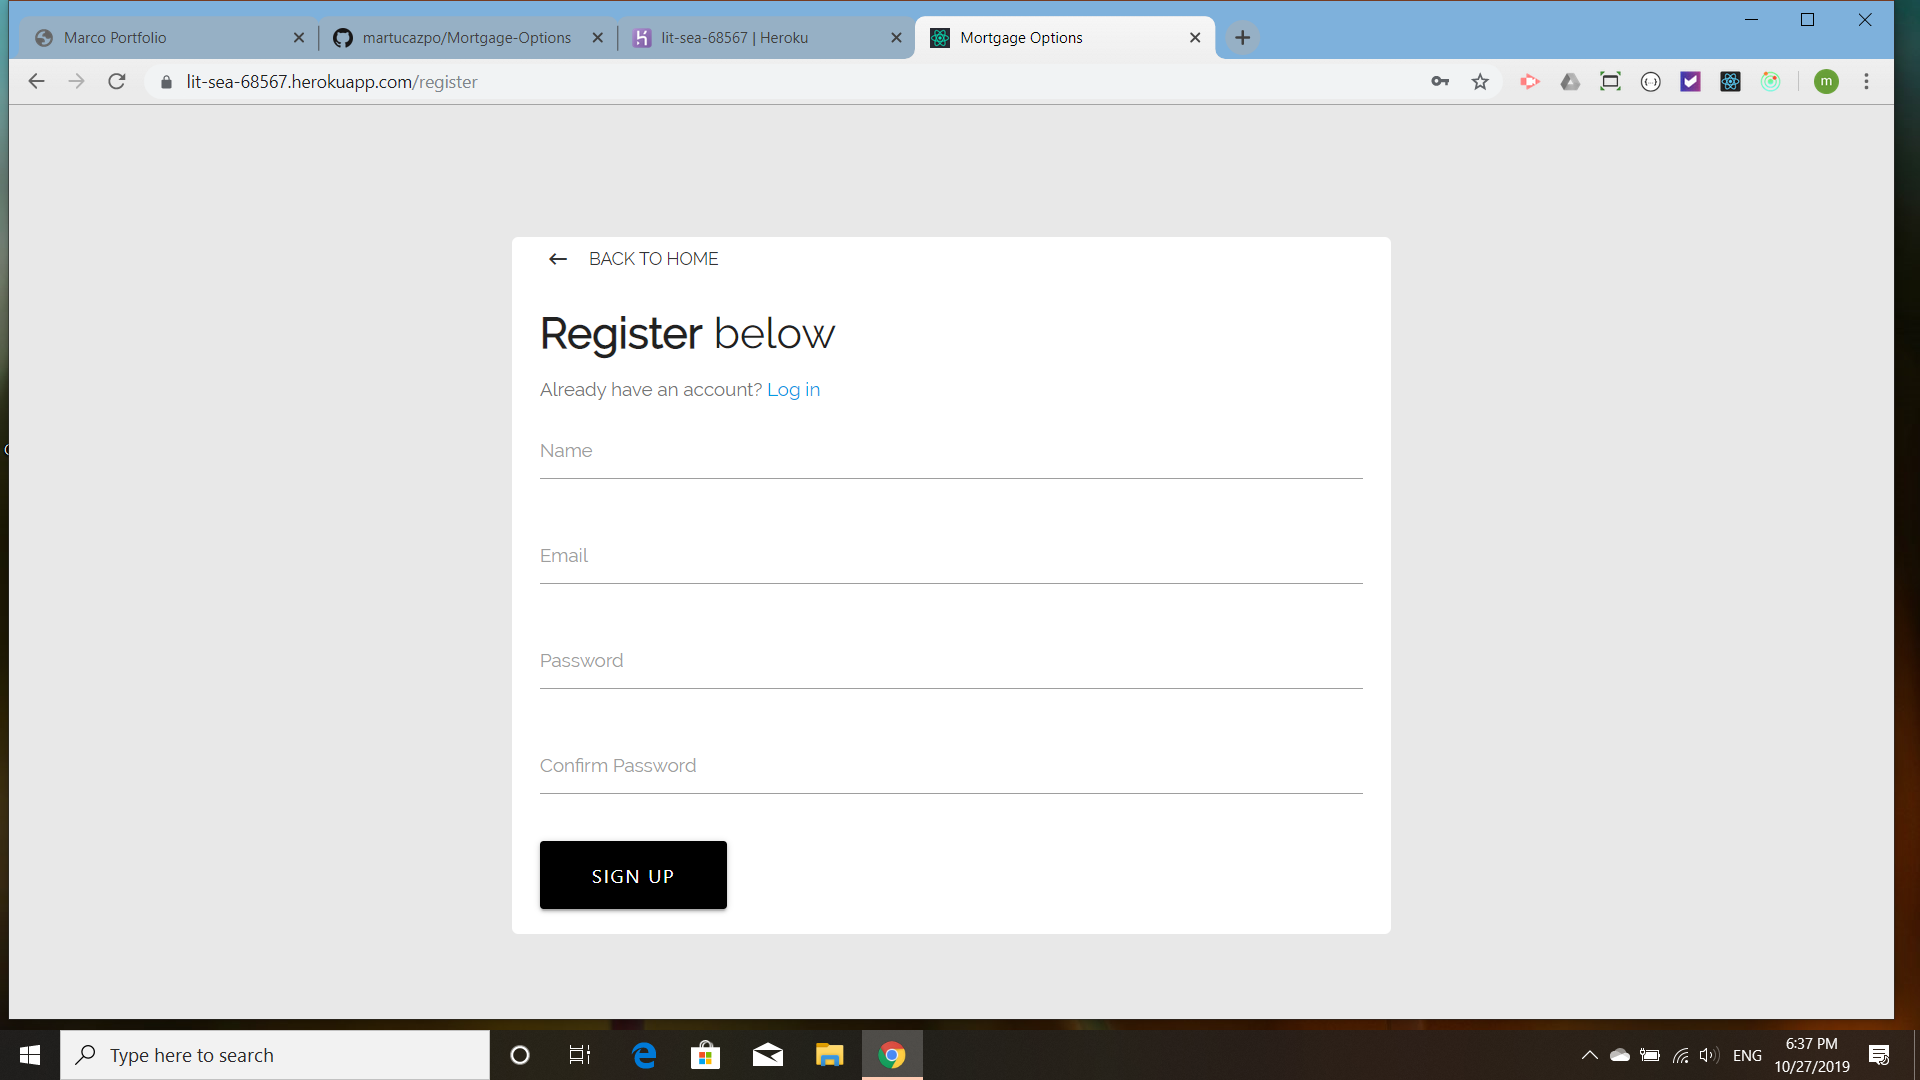 Marco Portfolio
martucazpo/Mortgage-Options
lit-sea-68567 | Heroku
Mortgage Options
lit-sea-68567.herokuapp.com/register
m
BACK TO HOME
Register below
Already have an account? Log in
Name
Email
Password
Confirm Password
SIGN UP
Type here to search
ENG
6:37 PM
10/27/2019